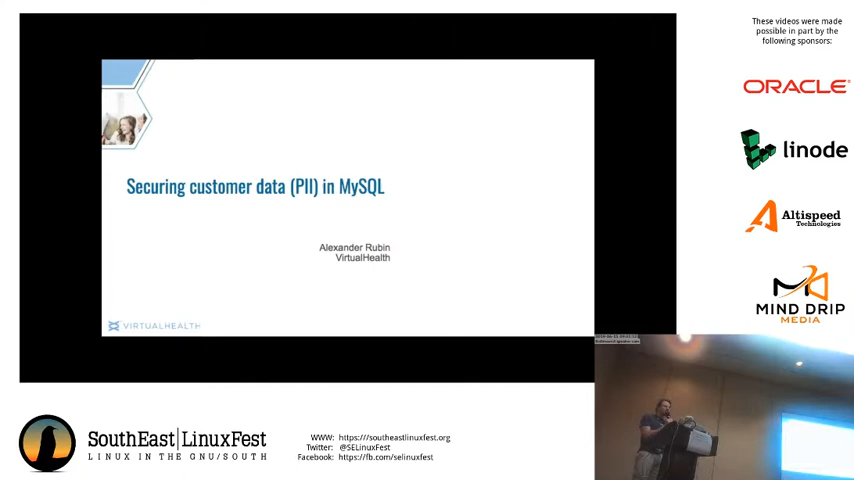 These videos were made
possible in part by the
following sponsors:
ORACLE®
linode
Altispeed
Technologies
MIND DRIP
MEDIA
Securing customer data (PII) in MySQL
Alexander Rubin
VirtualHealth
VIRTUALHEALTH
SouthEast|LinuxFest
LINUX IN THE GNU/SOUTH
WWW: https:///southeastlinuxfest.org
Twitter: @SELinuxFest
Facebook: https://fb.com/selinuxfest